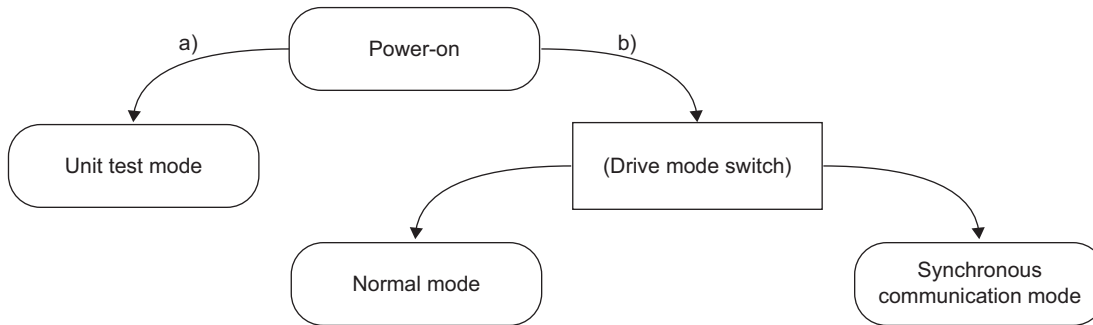 a)
Power-on
b)
Unit test mode
(Drive mode switch)
Normal mode
Synchronous
communication mode